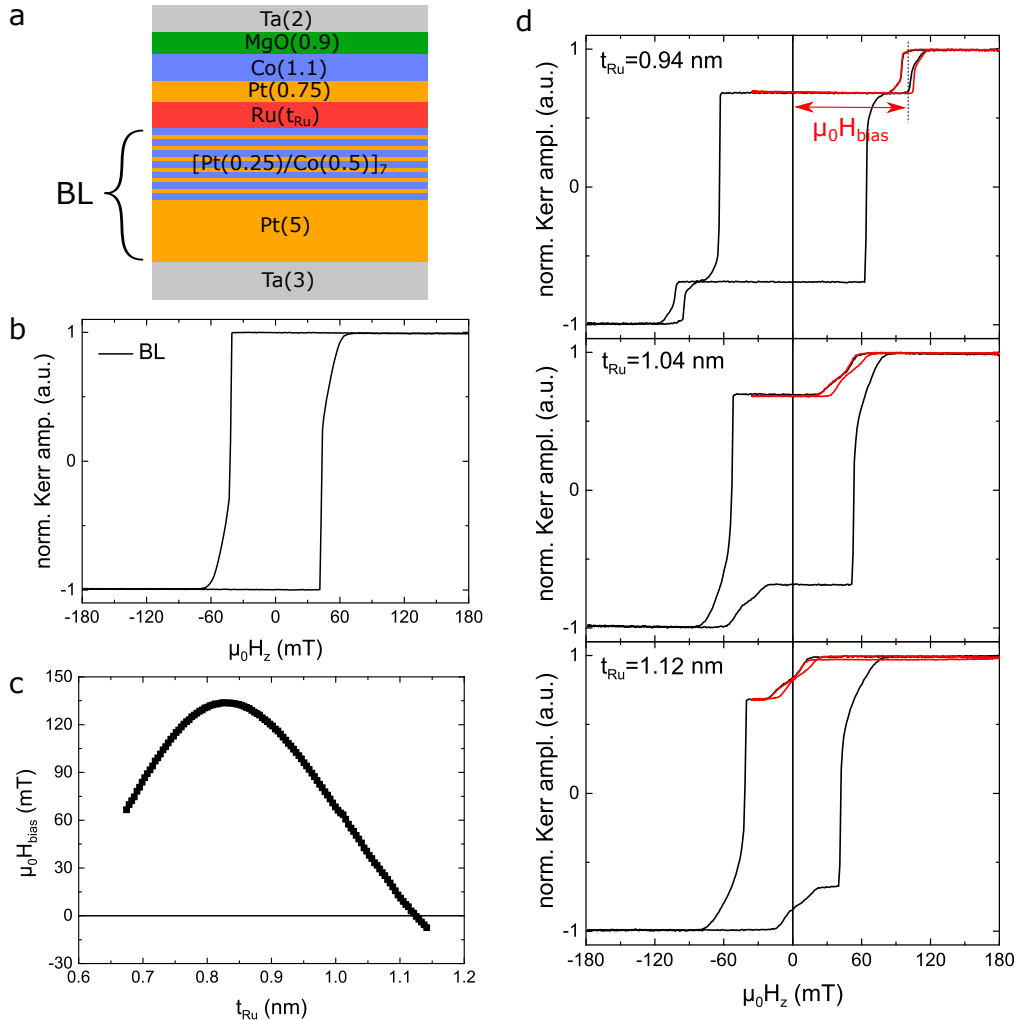 a
Ta(2)
MgO(0.9)
Co(1.1)
Pt(0.75)
Ru(tRu)
[Pt(0.25)/Co(0.5)]7
BL
Pt(5)
Ta(3)
b
1
0
-1
norm. Kerr amp. (a.u.)
BL
-180 -120 -60 0 60 120 180
μ0Hz (mT)
c
150
120
90
60
30
0
-30
μ0Hbias (mT)
0.6 0.7 0.8 0.9 1.0 1.1 1.2
tRu (nm)
d
tRu=0.94 nm
μ0Hbias
1
0
-1
norm. Kerr ampl. (a.u.)
tRu=1.04 nm
1
0
-1
norm. Kerr ampl. (a.u.)
tRu=1.12 nm
1
0
-1
norm. Kerr ampl. (a.u.)
-180 -120 -60 0 60 120 180
μ0Hz (mT)